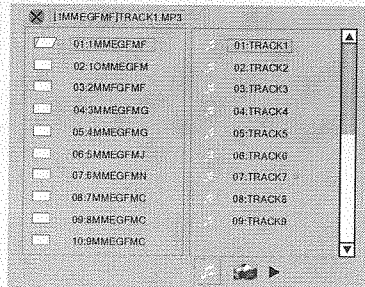 [1MMEGFMF]TRACK1.MP3
01:1MMEGFMF
02:1OMMEGFM
03:2MMFGFMF
04:3MMEGFMG
05:4MMEGFMG
06:5MMEGFMJ
07:6MMEGFMN
08:7MMEGFMC
09:8MMEGFMC
10:9MMEGFMC
01:TRACK1
02:TRACK2
03:TRACK3
04:TRACK4
05:TRACK5
06:TRACK6
07:TRACK7
08:TRACK8
09:TRACK9